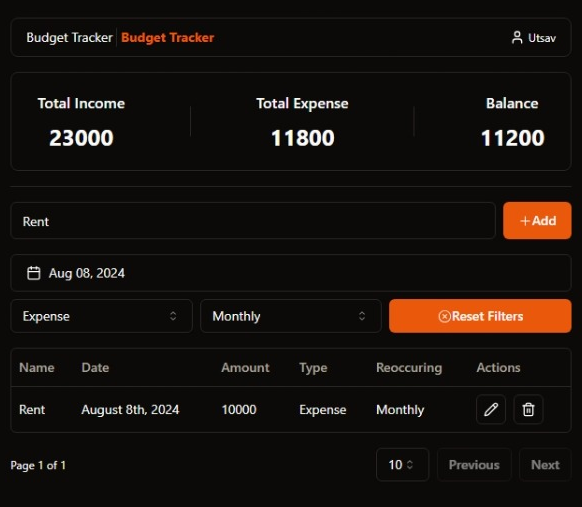 Budget Tracker Budget Tracker Utsav
Total Income Total Expense Balance
23000 11800 11200
Rent +Add
Aug 08, 2024
Expense Monthly Reset Filters
Name Date Amount Type Reoccuring Actions
Rent August 8th, 2024 10000 Expense Monthly
Page 1 of 1 10 Previous Next